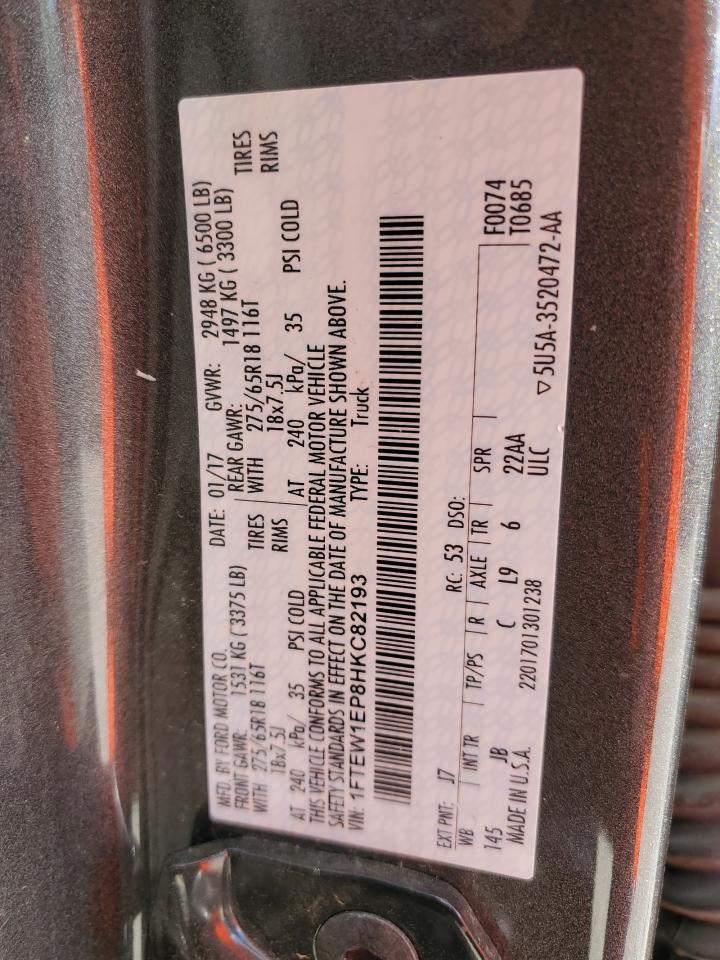 MFD. BY FORD MOTOR CO.
DATE: 01/17 GVWR: 2948 KG ( 6500 LB)
FRONT GAWR: 1531 KG ( 3375 LB) REAR GAWR: 1497 KG ( 3300 LB)
WITH 275/65R18 116T TIRES WITH 275/65R18 116T TIRES
18x7.5J RIMS 18x7.5J RIMS
AT 240 kPa/ 35 PSI COLD AT 240 kPa/ 35 PSI COLD
THIS VEHICLE CONFORMS TO ALL APPLICABLE FEDERAL MOTOR VEHICLE
SAFETY STANDARDS IN EFFECT ON THE DATE OF MANUFACTURE SHOWN ABOVE.
VIN: 1FTEW1EP8HKC82193 TYPE: Truck
EXT PNT: J7 RC: 53 DSO:
WB INT TR TP/PS R AXLE TR SPR F0074
145 JB C L9 6 22AA T0685
MADE IN U.S.A. 2201701301238 ULC
▽5U5A-3520472-AA